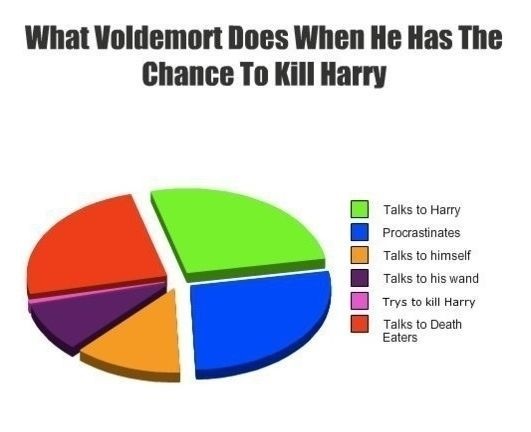 What Voldemort Does When He Has The
Chance To Kill Harry
Talks to Harry
Procrastinates
Talks to himself
Talks to his wand
Trys to kill Harry
Talks to Death
Eaters